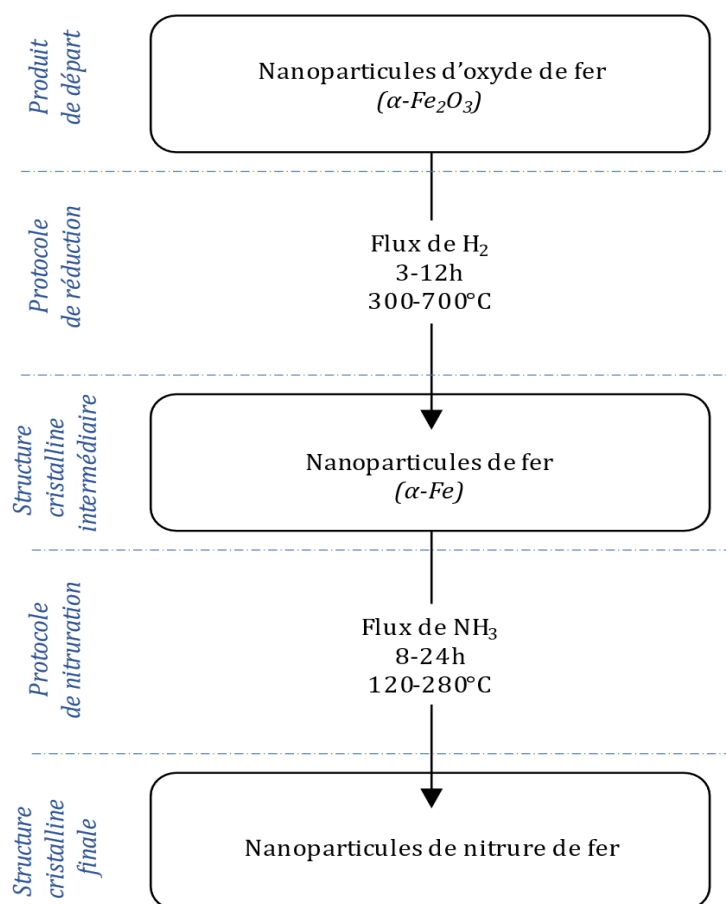 Produit
de départ
Nanoparticules d'oxyde de fer
(α-Fe₂O₃)
Protocole
de réduction
Flux de H₂
3-12h
300-700°C
Structure
cristalline
intermédiaire
Nanoparticules de fer
(α-Fe)
Protocole
de nitruration
Flux de NH₃
8-24h
120-280°C
Structure
cristalline
finale
Nanoparticules de nitrure de fer